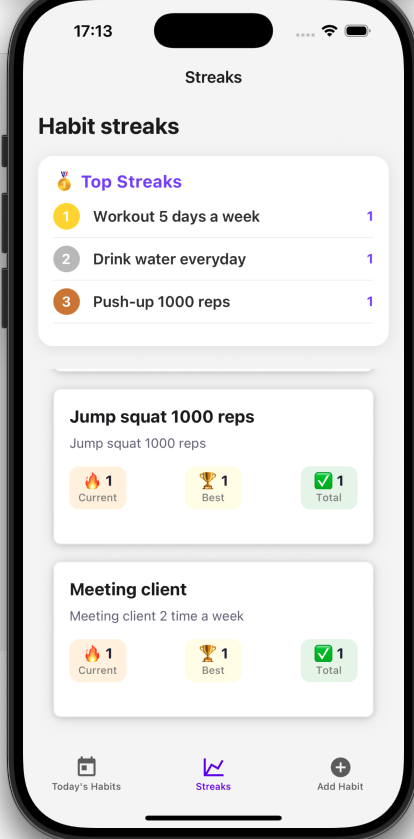 17:13
Streaks
Habit streaks
Top Streaks
1 Workout 5 days a week 1
2 Drink water everyday 1
3 Push-up 1000 reps 1
Jump squat 1000 reps
Jump squat 1000 reps
1 1 1
Current Best Total
Meeting client
Meeting client 2 time a week
1 1 1
Current Best Total
Today's Habits Streaks Add Habit